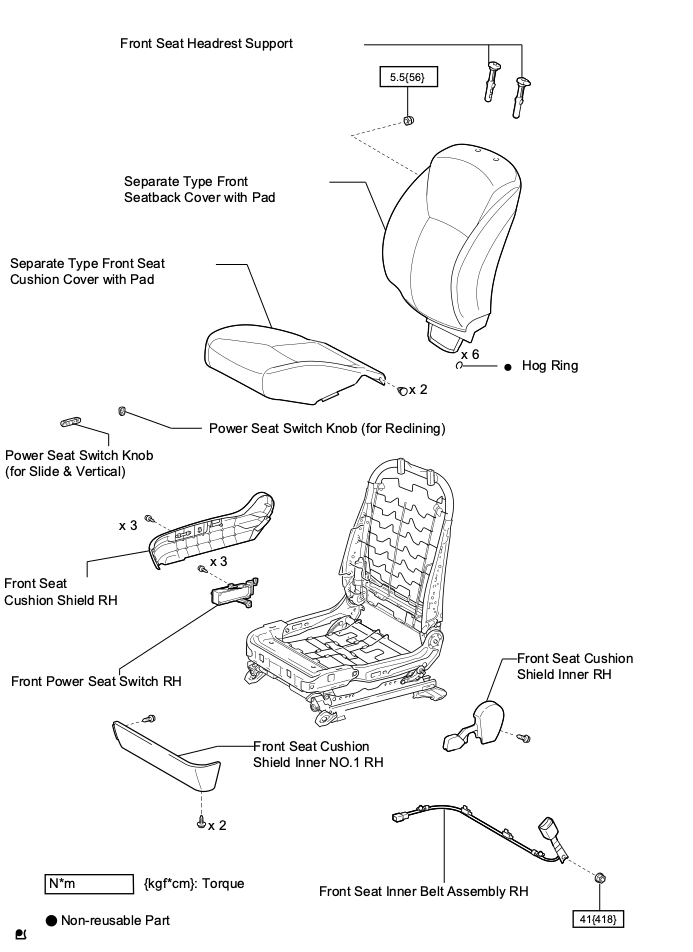 Front Seat Headrest Support
5.5{56}
Separate Type Front
Seatback Cover with Pad
Separate Type Front Seat
Cushion Cover with Pad
x 6
● Hog Ring
x 2
Power Seat Switch Knob (for Reclining)
Power Seat Switch Knob
(for Slide & Vertical)
x 3
x 3
Front Seat
Cushion Shield RH
Front Power Seat Switch RH
Front Seat Cushion
Shield Inner RH
Front Seat Cushion
Shield Inner NO.1 RH
x 2
N*m {kgf*cm}: Torque
Front Seat Inner Belt Assembly RH
41{418}
● Non-reusable Part